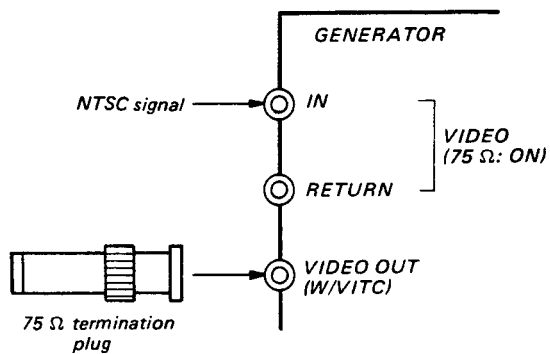 GENERATOR
NTSC signal
IN
VIDEO
(75 Ω: ON)
RETURN
VIDEO OUT
(W/VITC)
75 Ω termination
plug